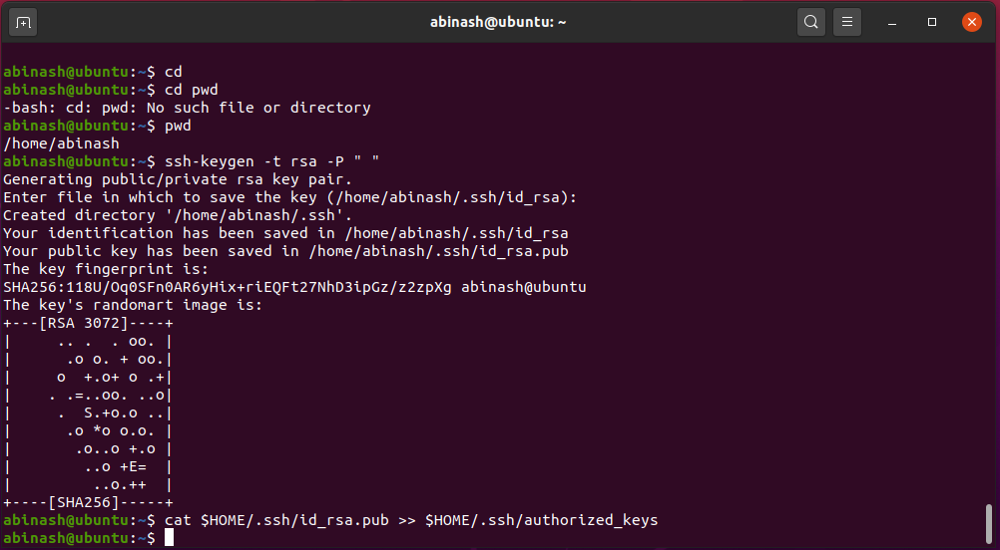 abinash@ubuntu: ~
abinash@ubuntu:~$ cd
abinash@ubuntu:~$ cd pwd
-bash: cd: pwd: No such file or directory
abinash@ubuntu:~$ pwd
/home/abinash
abinash@ubuntu:~$ ssh-keygen -t rsa -P " "
Generating public/private rsa key pair.
Enter file in which to save the key (/home/abinash/.ssh/id_rsa):
Created directory '/home/abinash/.ssh'.
Your identification has been saved in /home/abinash/.ssh/id_rsa
Your public key has been saved in /home/abinash/.ssh/id_rsa.pub
The key fingerprint is:
SHA256:118U/Oq0SFn0AR6yHix+riEQFt27NhD3ipGz/z2zpXg abinash@ubuntu
The key's randomart image is:
+---[RSA 3072]----+
|     .. .  . oo. |
|      .o o. + oo.|
|     o  +.o+ o .+|
|    . .=..oo. ..o|
|     .  S.+o.o ..|
|      .o *o o.o. |
|       .o..o +.o |
|        ..o +E=  |
|         ..o.++  |
+----[SHA256]-----+
abinash@ubuntu:~$ cat $HOME/.ssh/id_rsa.pub >> $HOME/.ssh/authorized_keys
abinash@ubuntu:~$